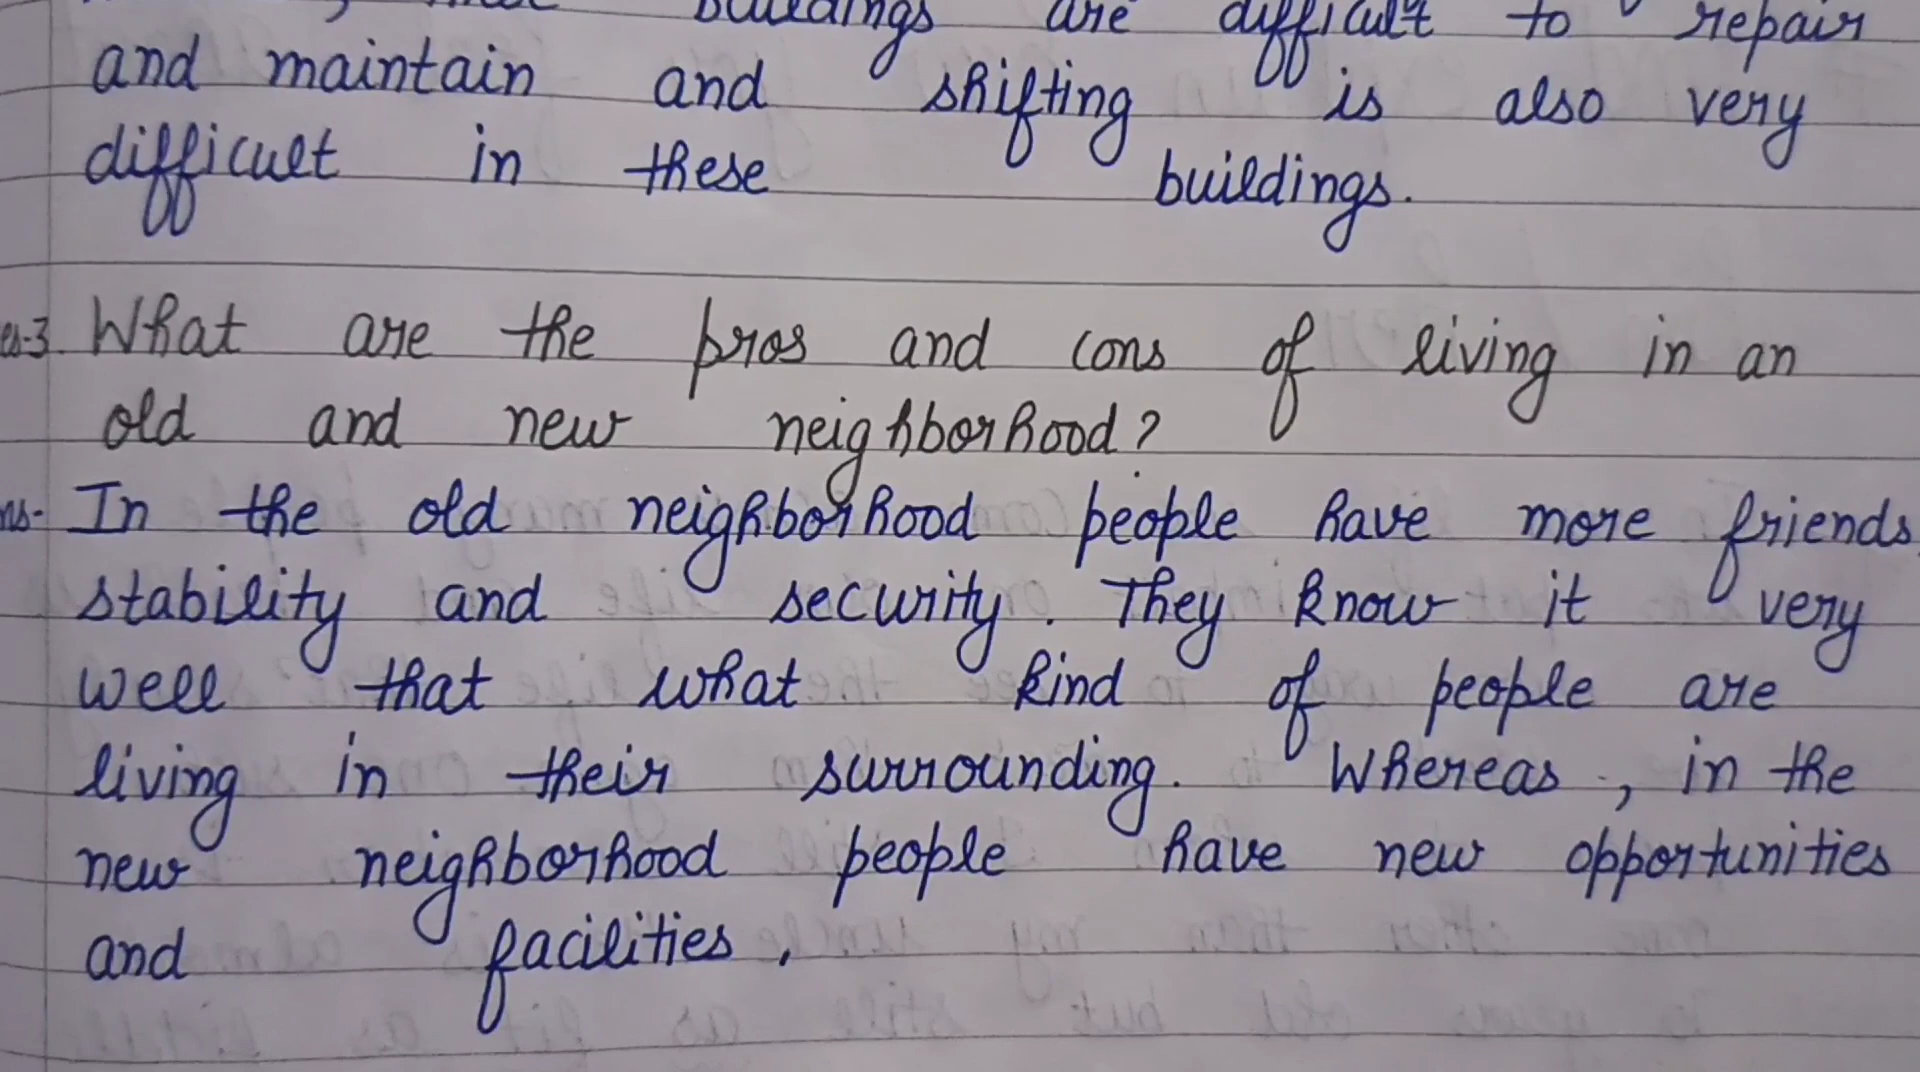 buildings are difficult to repair
and maintain and shifting is also very
difficult in these buildings.
What are the pros and cons of living in an
old and new neighborhood?
In the old neighborhood people have more friends
stability and security. They know it very
well that what kind of people are
living in their surrounding. Whereas, in the
new neighborhood people have new opportunities
and facilities,